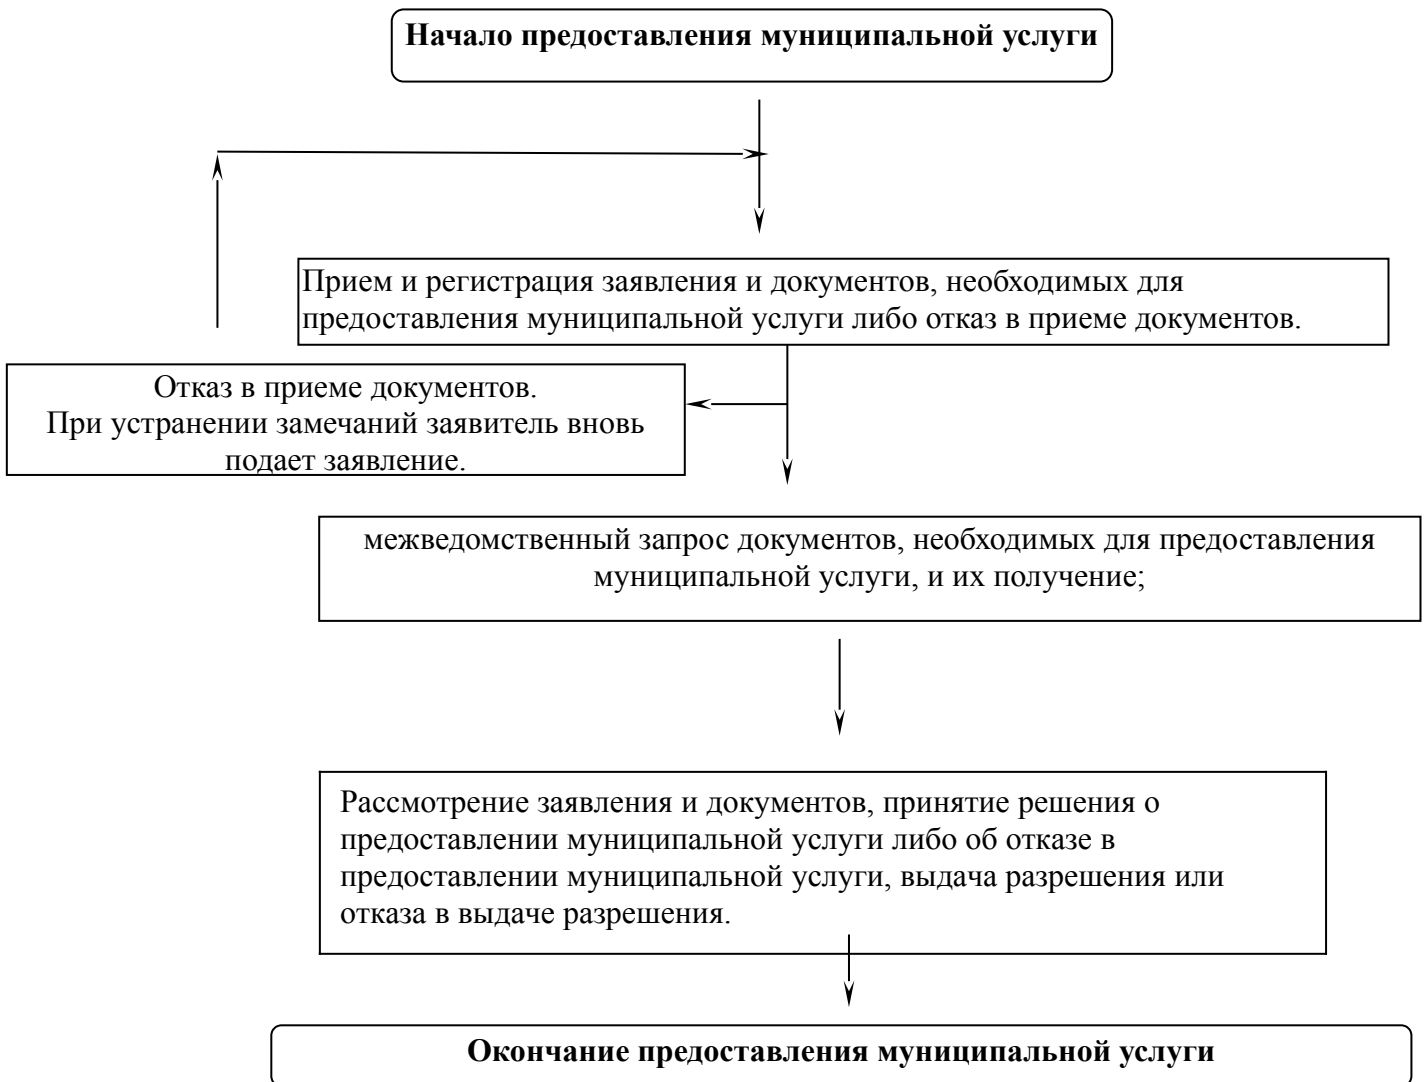 Начало предоставления муниципальной услуги
Прием и регистрация заявления и документов, необходимых для
предоставления муниципальной услуги либо отказ в приеме документов.
Отказ в приеме документов.
При устранении замечаний заявитель вновь
подает заявление.
межведомственный запрос документов, необходимых для предоставления
муниципальной услуги, и их получение;
Рассмотрение заявления и документов, принятие решения о
предоставлении муниципальной услуги либо об отказе в
предоставлении муниципальной услуги, выдача разрешения или
отказа в выдаче разрешения.
Окончание предоставления муниципальной услуги